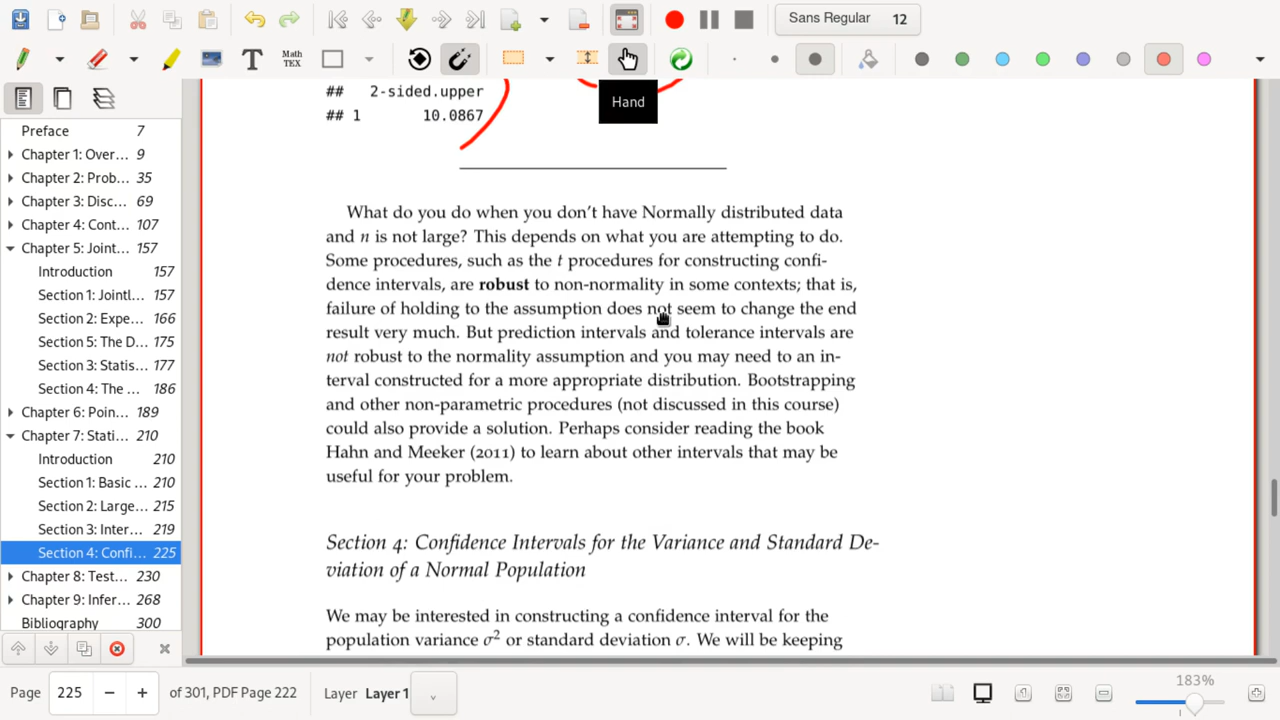 Sans Regular 12
Math
TEX
Hand
Preface 7
Chapter 1: Over... 9
Chapter 2: Prob... 35
Chapter 3: Disc... 69
Chapter 4: Cont... 107
Chapter 5: Joint... 157
Introduction 157
Section 1: Jointl... 157
Section 2: Expe... 166
Section 5: The D... 175
Section 3: Statis... 177
Section 4: The ... 186
Chapter 6: Poin... 189
Chapter 7: Stati... 210
Introduction 210
Section 1: Basic ... 210
Section 2: Large... 215
Section 3: Inter... 219
Section 4: Confi... 225
Chapter 8: Test... 230
Chapter 9: Infer... 268
Bibliography 300
## 2-sided.upper
## 1 10.0867
What do you do when you don't have Normally distributed data
and n is not large? This depends on what you are attempting to do.
Some procedures, such as the t procedures for constructing confi-
dence intervals, are robust to non-normality in some contexts; that is,
failure of holding to the assumption does not seem to change the end
result very much. But prediction intervals and tolerance intervals are
not robust to the normality assumption and you may need to an in-
terval constructed for a more appropriate distribution. Bootstrapping
and other non-parametric procedures (not discussed in this course)
could also provide a solution. Perhaps consider reading the book
Hahn and Meeker (2011) to learn about other intervals that may be
useful for your problem.
Section 4: Confidence Intervals for the Variance and Standard De-
viation of a Normal Population
We may be interested in constructing a confidence interval for the
population variance σ² or standard deviation σ. We will be keeping
Page 225 of 301, PDF Page 222
Layer Layer 1
183%